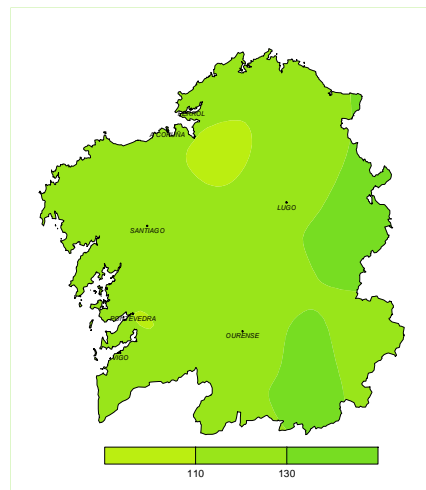 FERROL
A CORUÑA
LUGO
SANTIAGO
PONTEVEDRA
OURENSE
VIGO
110 130